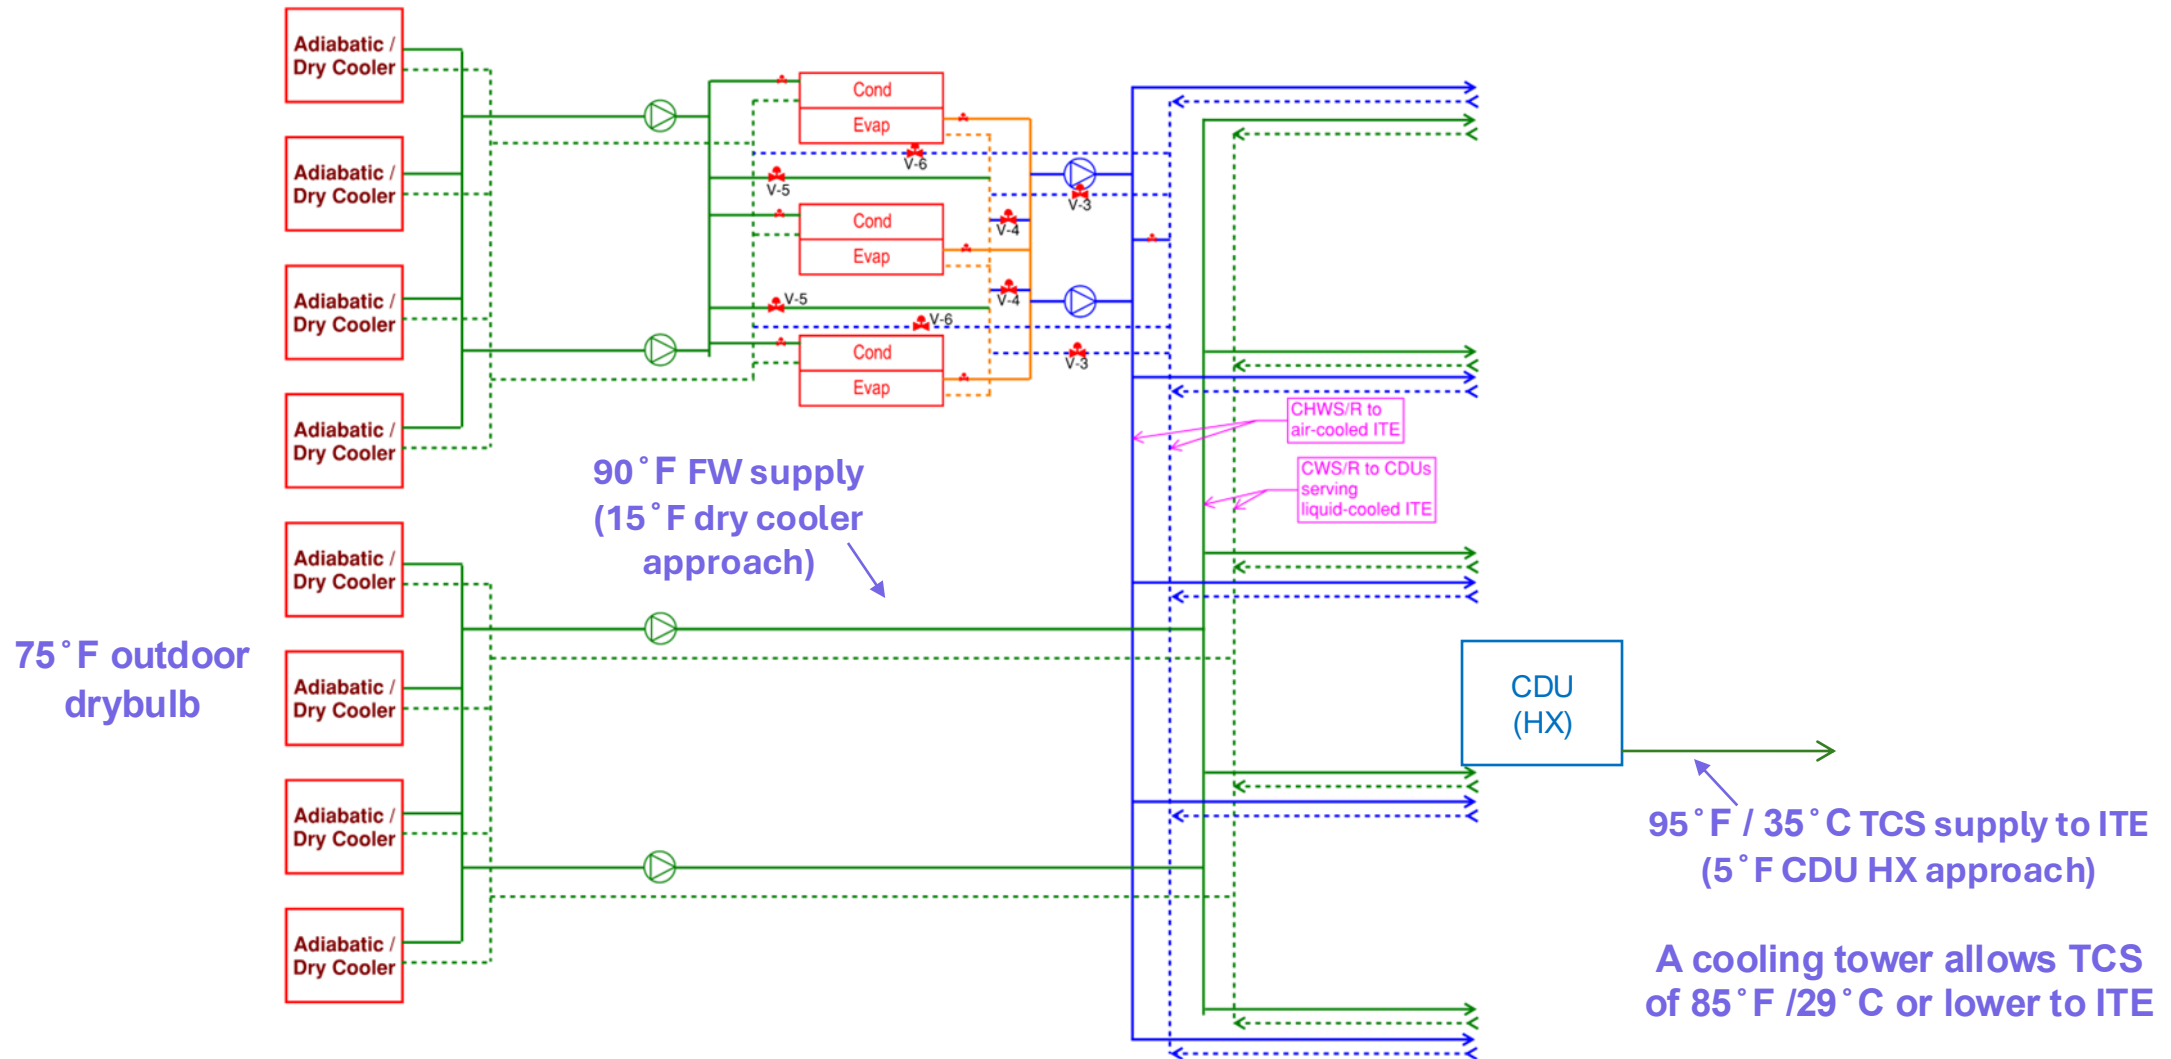 Adiabatic /
Dry Cooler
Adiabatic /
Dry Cooler
Adiabatic /
Dry Cooler
Adiabatic /
Dry Cooler
Adiabatic /
Dry Cooler
Adiabatic /
Dry Cooler
Adiabatic /
Dry Cooler
Adiabatic /
Dry Cooler
75°F outdoor
drybulb
90°F FW supply
(15°F dry cooler
approach)
Cond
Evap
V-6
V-5
V-3
V-4
Cond
Evap
V-4
V-5
V-6
V-3
Cond
Evap
CHWS/R to
air-cooled ITE
CWS/R to CDUs
serving
liquid-cooled ITE
CDU
(HX)
95°F / 35°C TCS supply to ITE
(5°F CDU HX approach)
A cooling tower allows TCS
of 85°F /29°C or lower to ITE